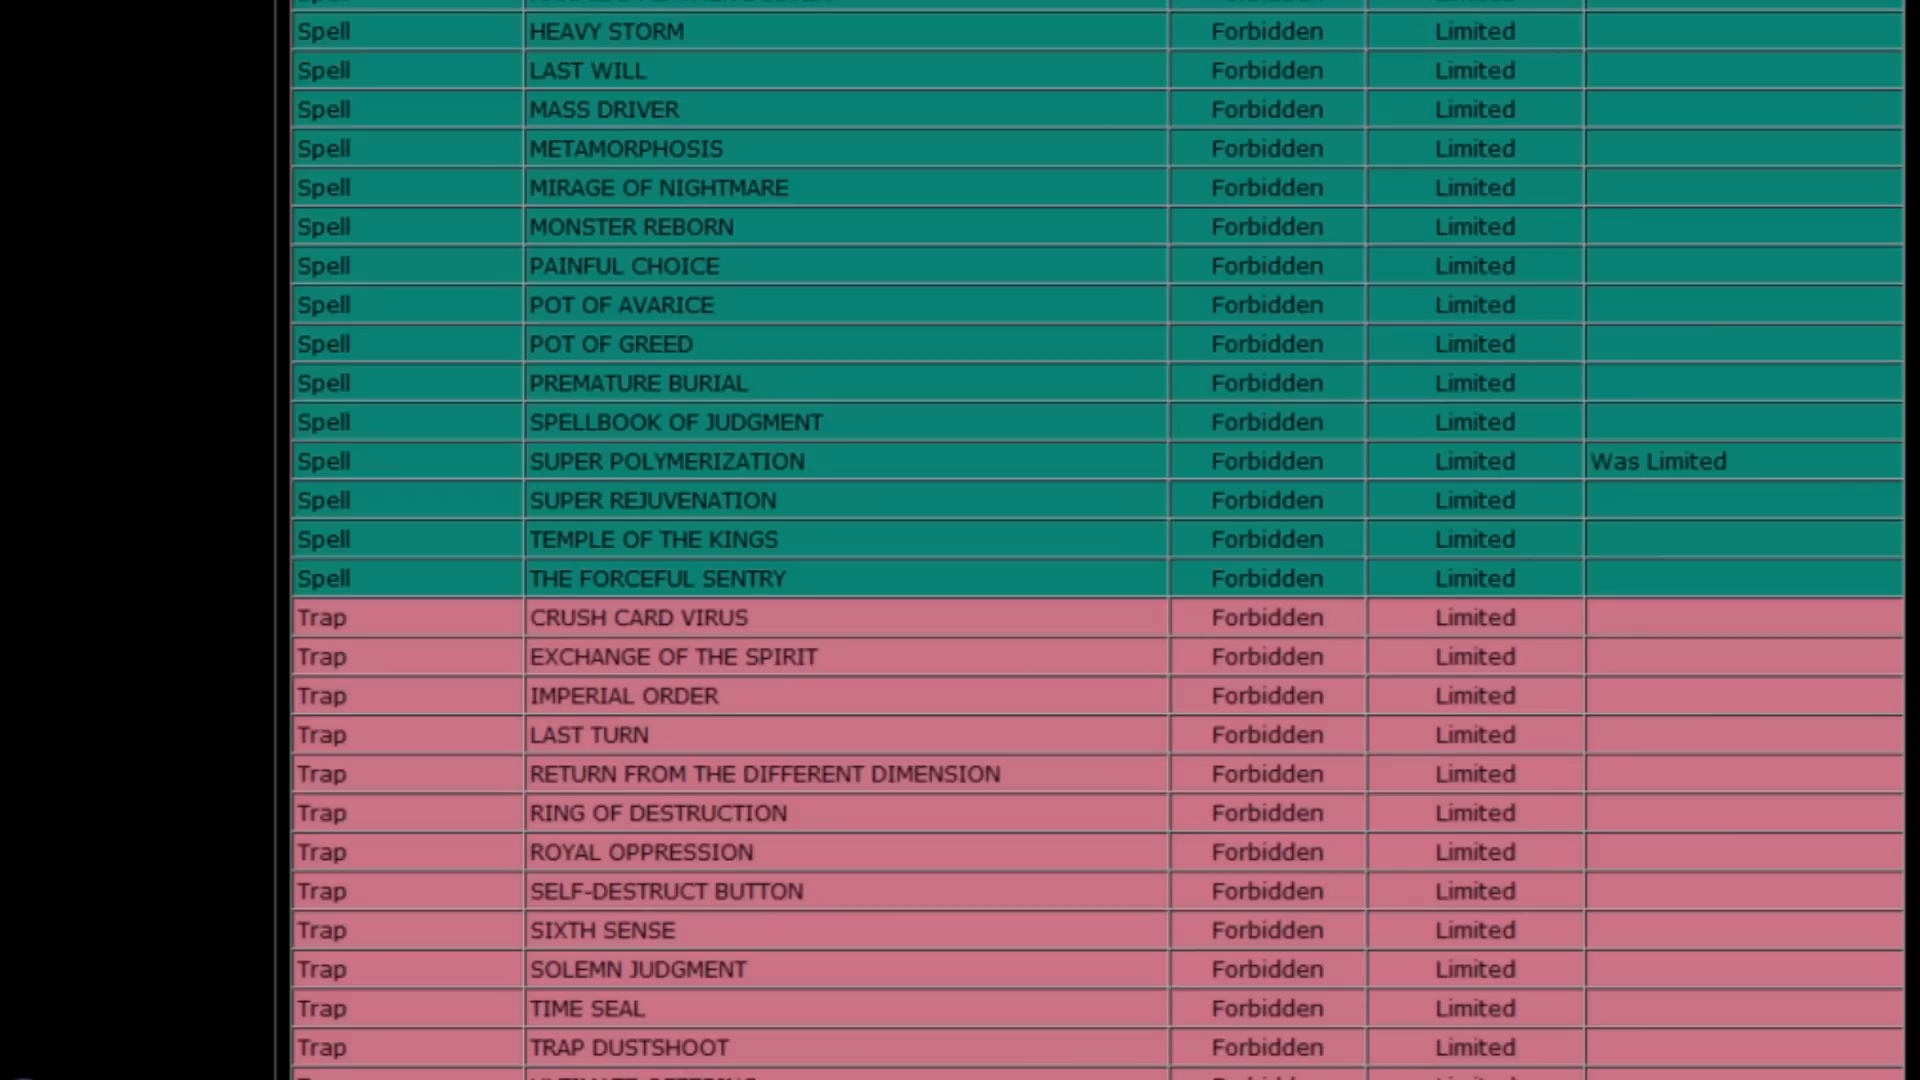 Spell HEAVY STORM Forbidden Limited
Spell LAST WILL Forbidden Limited
Spell MASS DRIVER Forbidden Limited
Spell METAMORPHOSIS Forbidden Limited
Spell MIRAGE OF NIGHTMARE Forbidden Limited
Spell MONSTER REBORN Forbidden Limited
Spell PAINFUL CHOICE Forbidden Limited
Spell POT OF AVARICE Forbidden Limited
Spell POT OF GREED Forbidden Limited
Spell PREMATURE BURIAL Forbidden Limited
Spell SPELLBOOK OF JUDGMENT Forbidden Limited
Spell SUPER POLYMERIZATION Forbidden Limited Was Limited
Spell SUPER REJUVENATION Forbidden Limited
Spell TEMPLE OF THE KINGS Forbidden Limited
Spell THE FORCEFUL SENTRY Forbidden Limited
Trap CRUSH CARD VIRUS Forbidden Limited
Trap EXCHANGE OF THE SPIRIT Forbidden Limited
Trap IMPERIAL ORDER Forbidden Limited
Trap LAST TURN Forbidden Limited
Trap RETURN FROM THE DIFFERENT DIMENSION Forbidden Limited
Trap RING OF DESTRUCTION Forbidden Limited
Trap ROYAL OPPRESSION Forbidden Limited
Trap SELF-DESTRUCT BUTTON Forbidden Limited
Trap SIXTH SENSE Forbidden Limited
Trap SOLEMN JUDGMENT Forbidden Limited
Trap TIME SEAL Forbidden Limited
Trap TRAP DUSTSHOOT Forbidden Limited